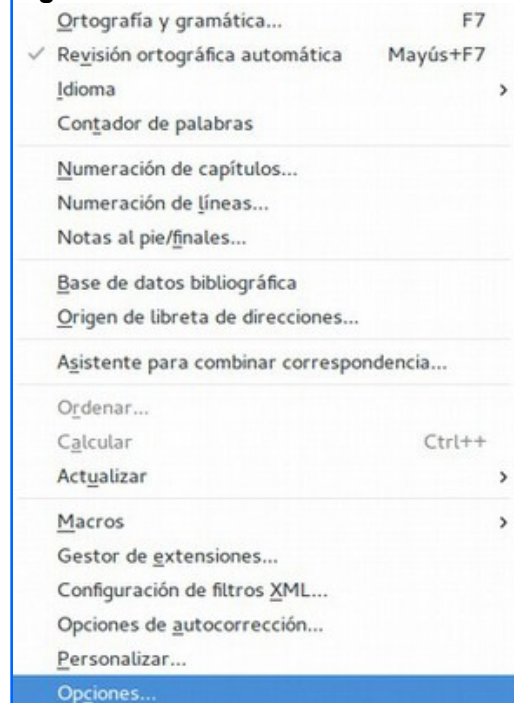 Ortografía y gramática... F7
Revisión ortográfica automática Mayús+F7
Idioma
Contador de palabras
Numeración de capítulos...
Numeración de líneas...
Notas al pie/finales...
Base de datos bibliográfica
Origen de libreta de direcciones...
Asistente para combinar correspondencia...
Ordenar...
Calcular Ctrl++
Actualizar
Macros
Gestor de extensiones...
Configuración de filtros XML...
Opciones de autocorrección...
Personalizar...
Opciones...